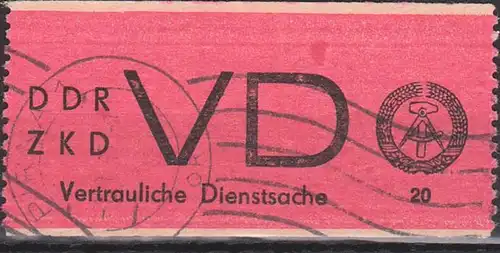 DDR
ZKD
VD
Vertrauliche Dienstsache
20